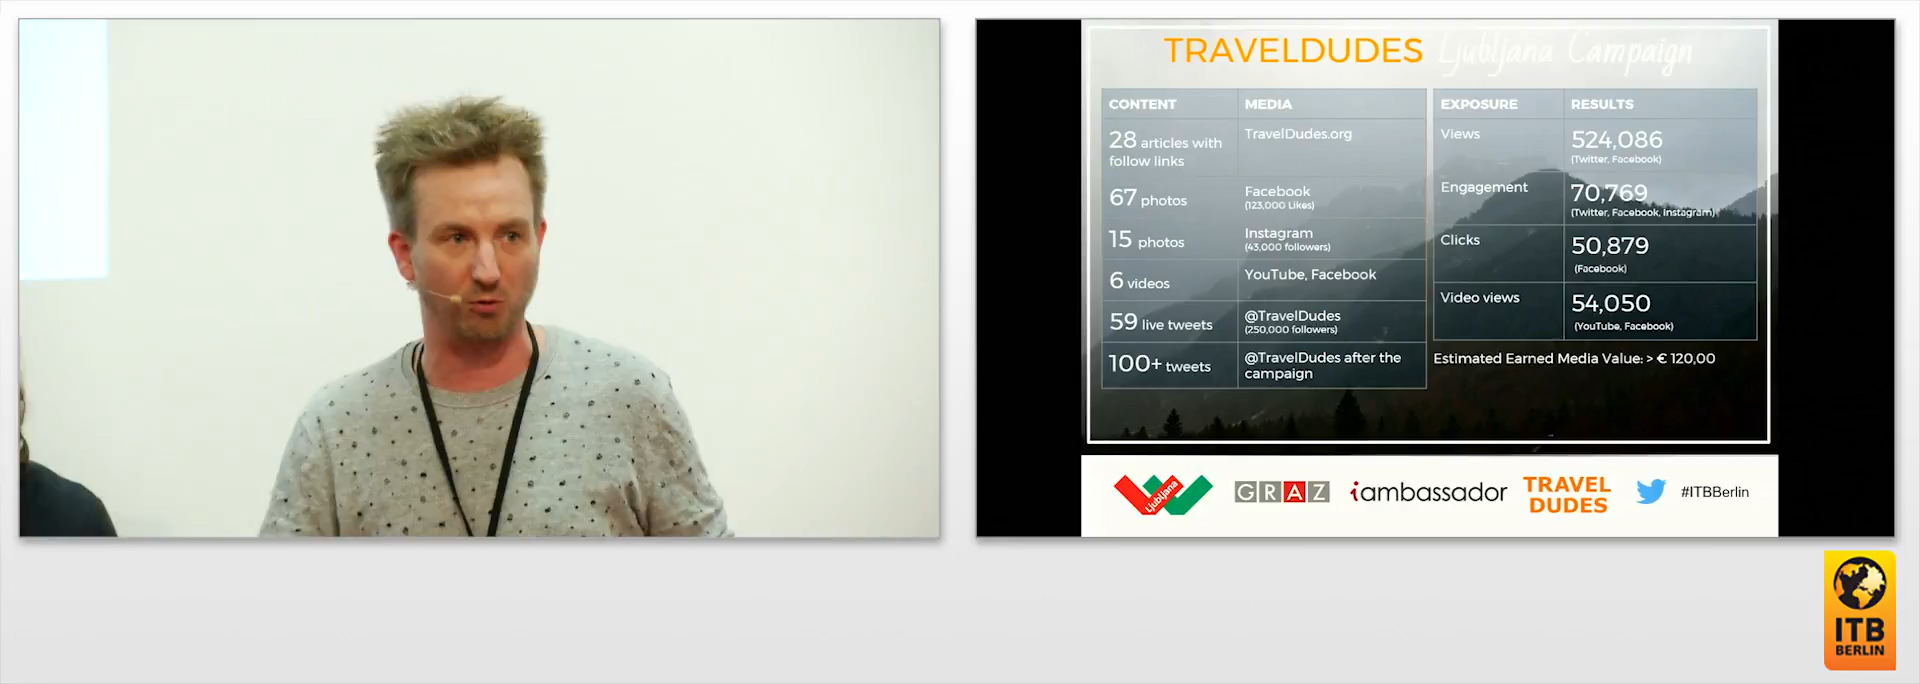 TRAVELDUDES Ljubljana Campaign
CONTENT MEDIA
28 articles with follow links TravelDudes.org
67 photos Facebook (123,000 Likes)
15 photos Instagram (43,000 followers)
6 videos YouTube, Facebook
59 live tweets @TravelDudes (250,000 followers)
100+ tweets @TravelDudes after the campaign
EXPOSURE RESULTS
Views 524,086 (Twitter, Facebook)
Engagement 70,769 (Twitter, Facebook, Instagram)
Clicks 50,879 (Facebook)
Video views 54,050 (YouTube, Facebook)
Estimated Earned Media Value: > € 120,00
Ljubljana
GRAZ
iambassador
TRAVEL
DUDES
#ITBBerlin
ITB
BERLIN